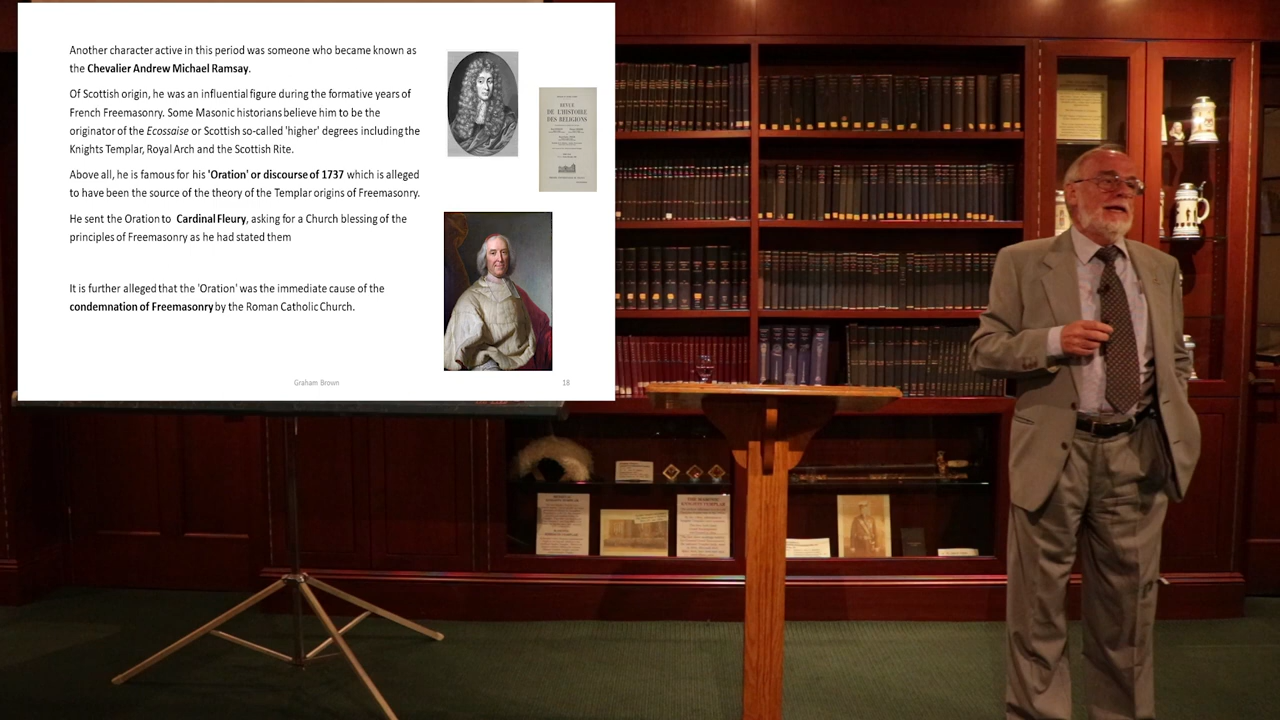 Another character active in this period was someone who became known as
the Chevalier Andrew Michael Ramsay.
Of Scottish origin, he was an influential figure during the formative years of
French Freemasonry. Some Masonic historians believe him to be the
originator of the Ecossaise or Scottish so-called 'higher' degrees including the
Knights Templar, Royal Arch and the Scottish Rite.
Above all, he is famous for his 'Oration' or discourse of 1737 which is alleged
to have been the source of the theory of the Templar origins of Freemasonry.
He sent the Oration to Cardinal Fleury, asking for a Church blessing of the
principles of Freemasonry as he had stated them
It is further alleged that the 'Oration' was the immediate cause of the
condemnation of Freemasonry by the Roman Catholic Church.
REVUE
DE L'HISTOIRE
DES RELIGIONS
Graham Brown
18